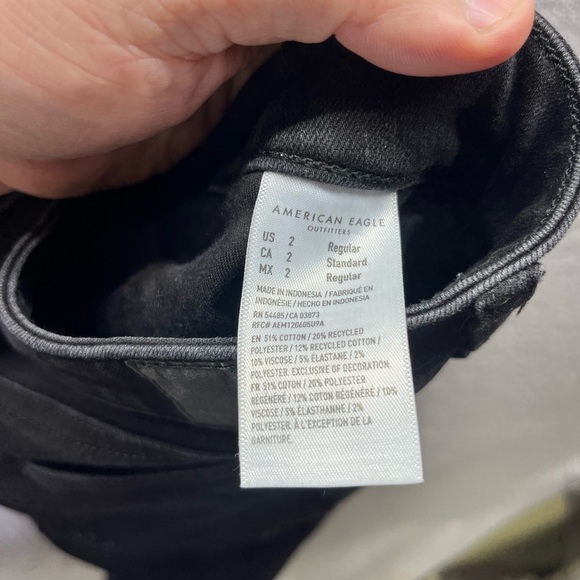 AMERICAN EAGLE
OUTFITTERS
US 2 Regular
CA 2 Standard
MX 2 Regular
MADE IN INDONESIA / FABRIQUÉ EN
INDONÉSIE / HECHO EN INDONESIA
RN 54485/CA 03873
RFC# AEM120605U9A
EN 51% COTTON / 20% RECYCLED
POLYESTER / 12% RECYCLED COTTON /
10% VISCOSE / 5% ELASTANE / 2%
POLYESTER. EXCLUSIVE OF DECORATION.
FR 51% COTON / 20% POLYESTER
REGÉNÉRÉ / 12% COTON RÉGÉNÉRÉ / 10%
VISCOSE / 5% ÉLASTHANNE / 2%
POLYESTER. À L'EXCEPTION DE LA
GARNITURE.